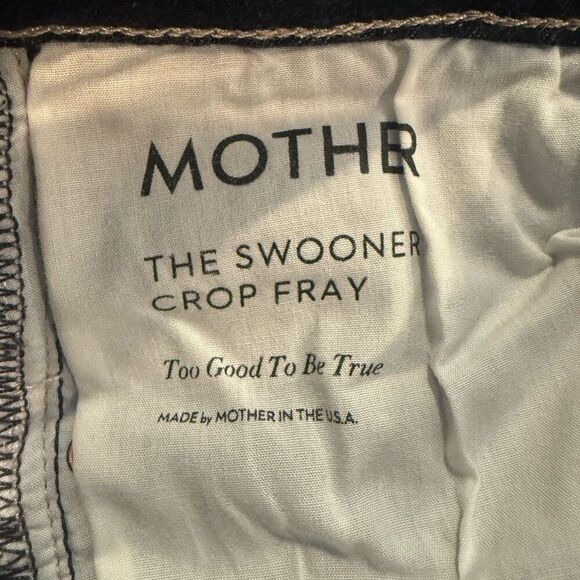 MOTHER
THE SWOONER
CROP FRAY
Too Good To Be True
MADE by MOTHER IN THE U.S.A.